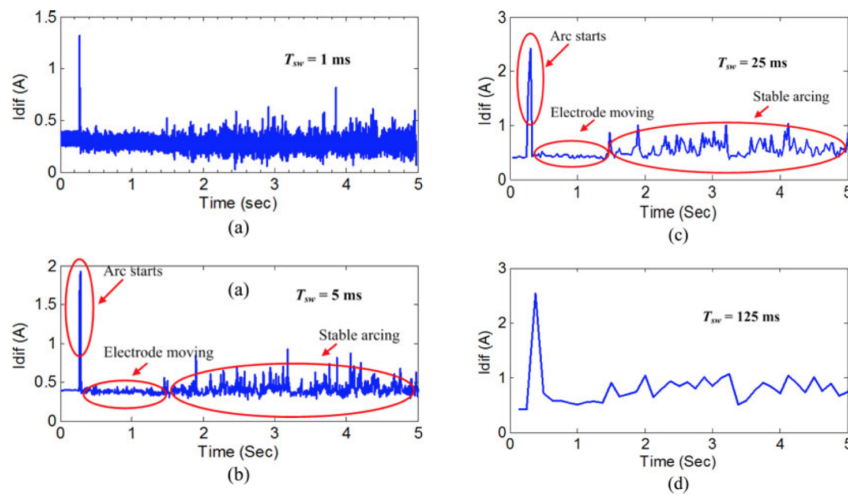 1.5
1
0.5
0
Idif (A)
T_sw = 1 ms
0 1 2 3 4 5
Time (sec)
(a)
2
1.5
1
0.5
0
Idif (A)
Arc starts
(a)
T_sw = 5 ms
Electrode moving
Stable arcing
0 1 2 3 4 5
Time (Sec)
(b)
3
2
1
0
Idif (A)
Arc starts
T_sw = 25 ms
Electrode moving
Stable arcing
0 1 2 3 4 5
Time (Sec)
(c)
3
2
1
0
Idif (A)
T_sw = 125 ms
0 1 2 3 4 5
Time (Sec)
(d)